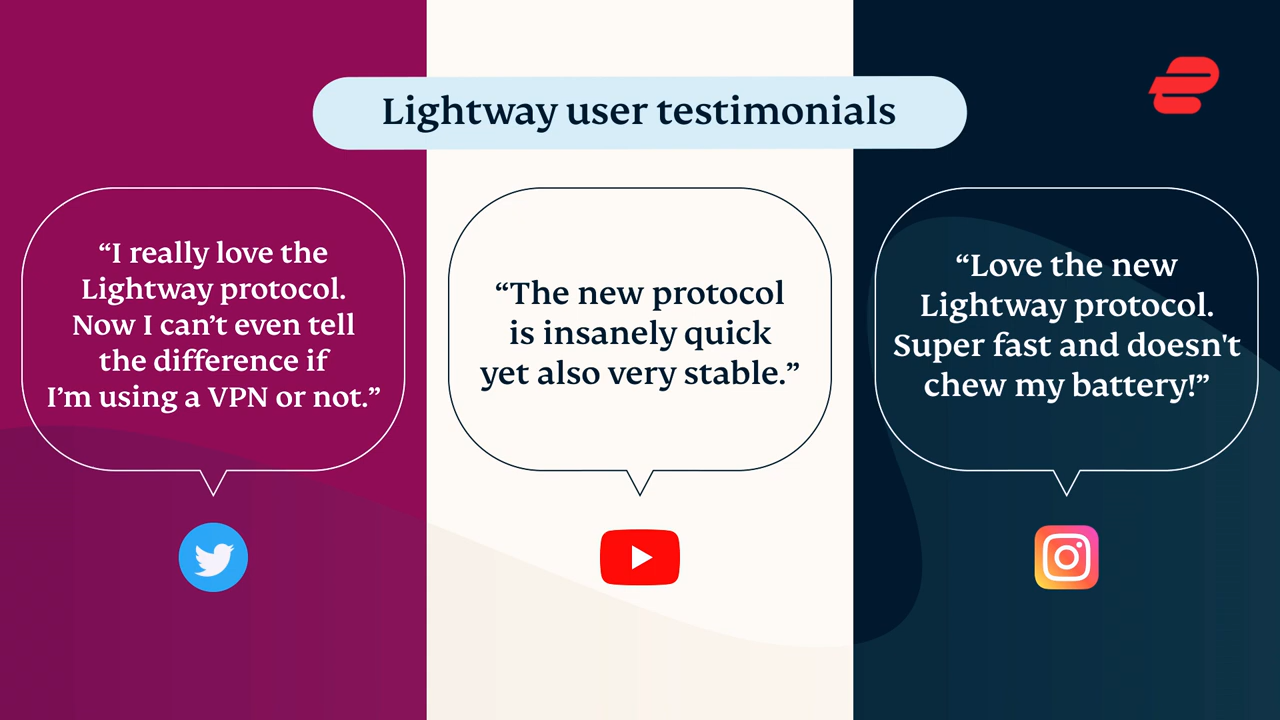 Lightway user testimonials
“I really love the
Lightway protocol.
Now I can’t even tell
the difference if
I’m using a VPN or not.”
“The new protocol
is insanely quick
yet also very stable.”
“Love the new
Lightway protocol.
Super fast and doesn't
chew my battery!”